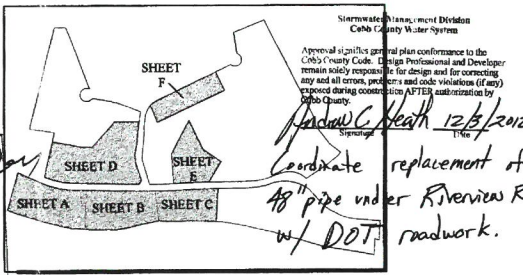 Stormwater Management Division
Cobb County Water System
Approval signifies general plan conformance to the
Cobb County Code. Design Professional and Developer
remain solely responsible for design and for correcting
any and all errors, problems and code violations (if any)
exposed during construction AFTER authorization by
Cobb County.
Andrew C Heath 12/3/2012
Signature
Coordinate replacement of
48" pipe under Riverview R
w/ DOT roadwork.
SHEET
F
SHEET D
SHEET
E
SHEET A SHEET B SHEET C